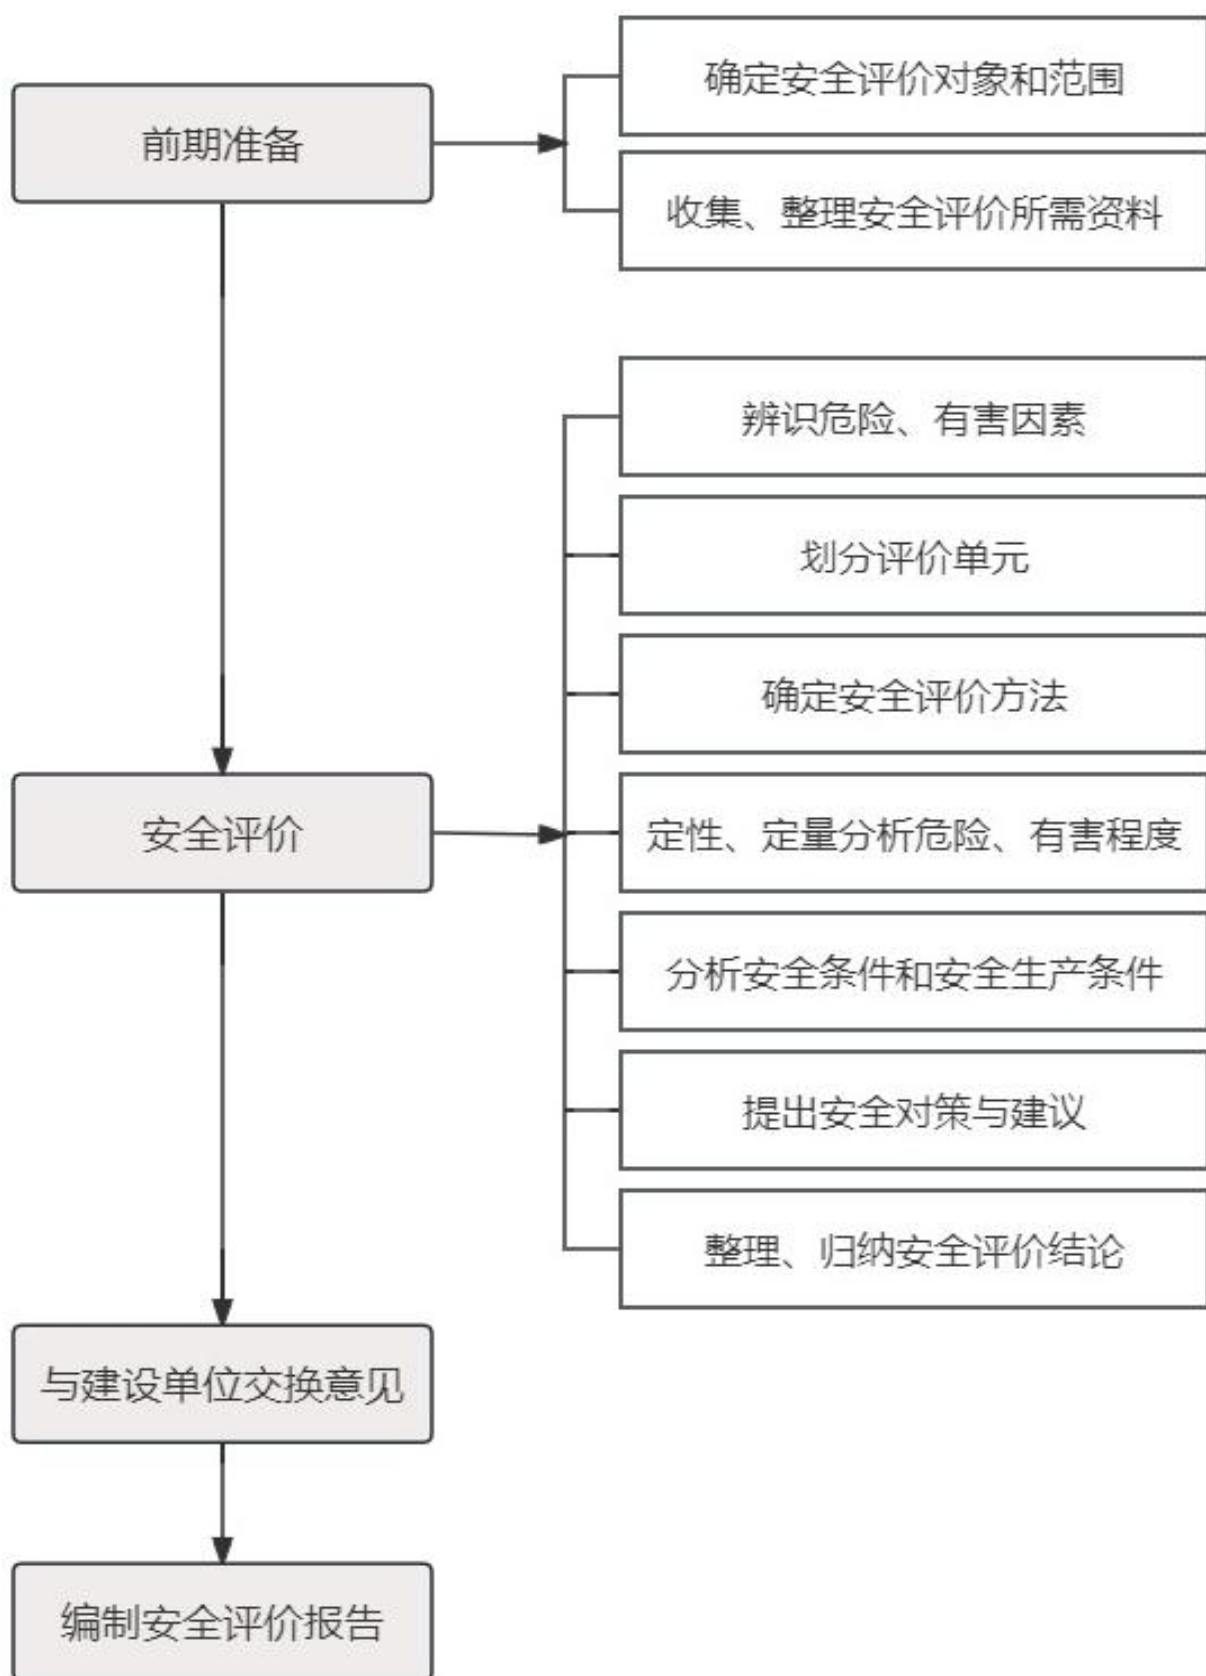 前期准备
确定安全评价对象和范围
收集、整理安全评价所需资料
安全评价
辨识危险、有害因素
划分评价单元
确定安全评价方法
定性、定量分析危险、有害程度
分析安全条件和安全生产条件
提出安全对策与建议
整理、归纳安全评价结论
与建设单位交换意见
编制安全评价报告